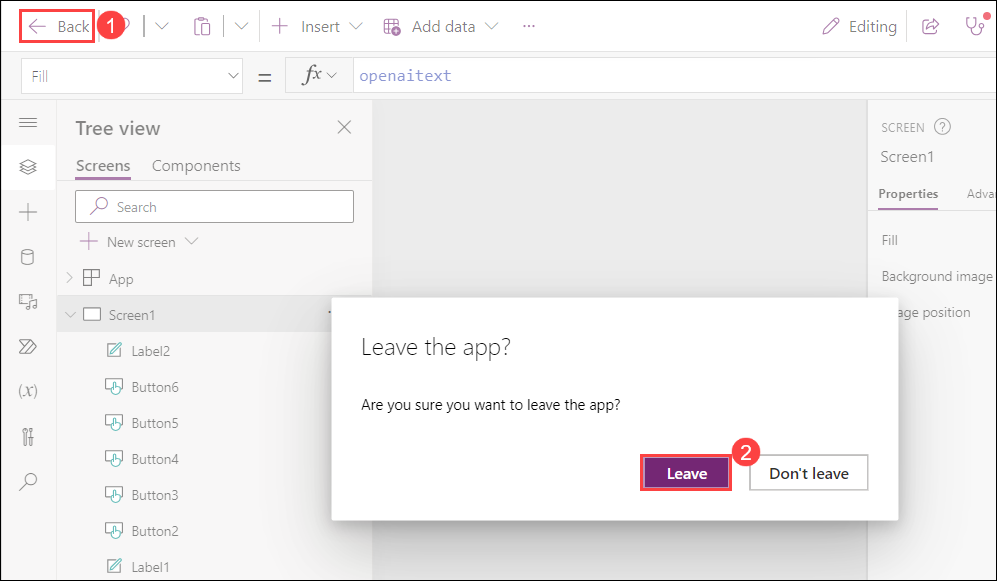 Back 1 Insert Add data ... Editing
Fill = fx openaitext
Tree view
Screens Components
Search
New screen
App
Screen1
Label2
Button6
Button5
Button4
Button3
Button2
Label1
SCREEN ?
Screen1
Properties Advan
Fill
Background image
age position
Leave the app?
Are you sure you want to leave the app?
2
Leave Don't leave
(x)